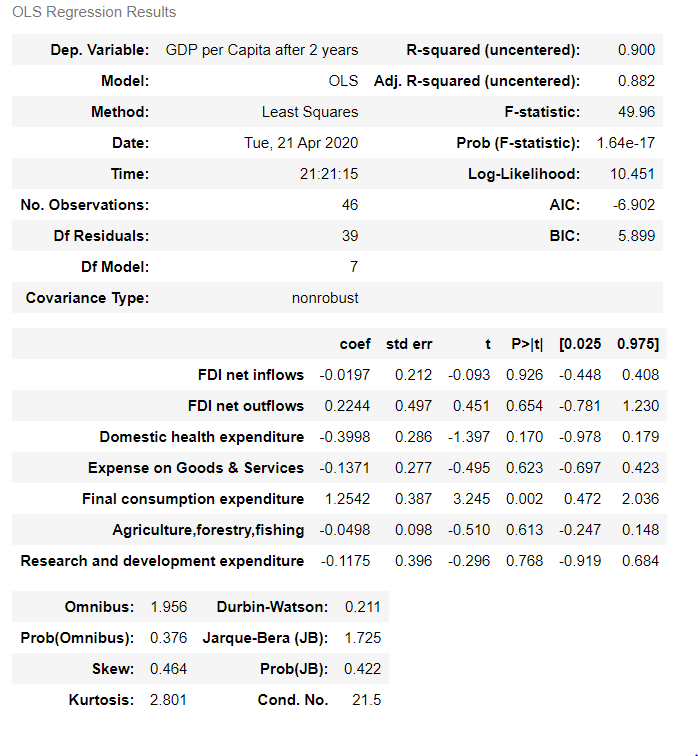 OLS Regression Results
Dep. Variable: GDP per Capita after 2 years R-squared (uncentered): 0.900
Model: OLS Adj. R-squared (uncentered): 0.882
Method: Least Squares F-statistic: 49.96
Date: Tue, 21 Apr 2020 Prob (F-statistic): 1.64e-17
Time: 21:21:15 Log-Likelihood: 10.451
No. Observations: 46 AIC: -6.902
Df Residuals: 39 BIC: 5.899
Df Model: 7
Covariance Type: nonrobust
coef std err t P>|t| [0.025 0.975]
FDI net inflows -0.0197 0.212 -0.093 0.926 -0.448 0.408
FDI net outflows 0.2244 0.497 0.451 0.654 -0.781 1.230
Domestic health expenditure -0.3998 0.286 -1.397 0.170 -0.978 0.179
Expense on Goods & Services -0.1371 0.277 -0.495 0.623 -0.697 0.423
Final consumption expenditure 1.2542 0.387 3.245 0.002 0.472 2.036
Agriculture,forestry,fishing -0.0498 0.098 -0.510 0.613 -0.247 0.148
Research and development expenditure -0.1175 0.396 -0.296 0.768 -0.919 0.684
Omnibus: 1.956 Durbin-Watson: 0.211
Prob(Omnibus): 0.376 Jarque-Bera (JB): 1.725
Skew: 0.464 Prob(JB): 0.422
Kurtosis: 2.801 Cond. No. 21.5